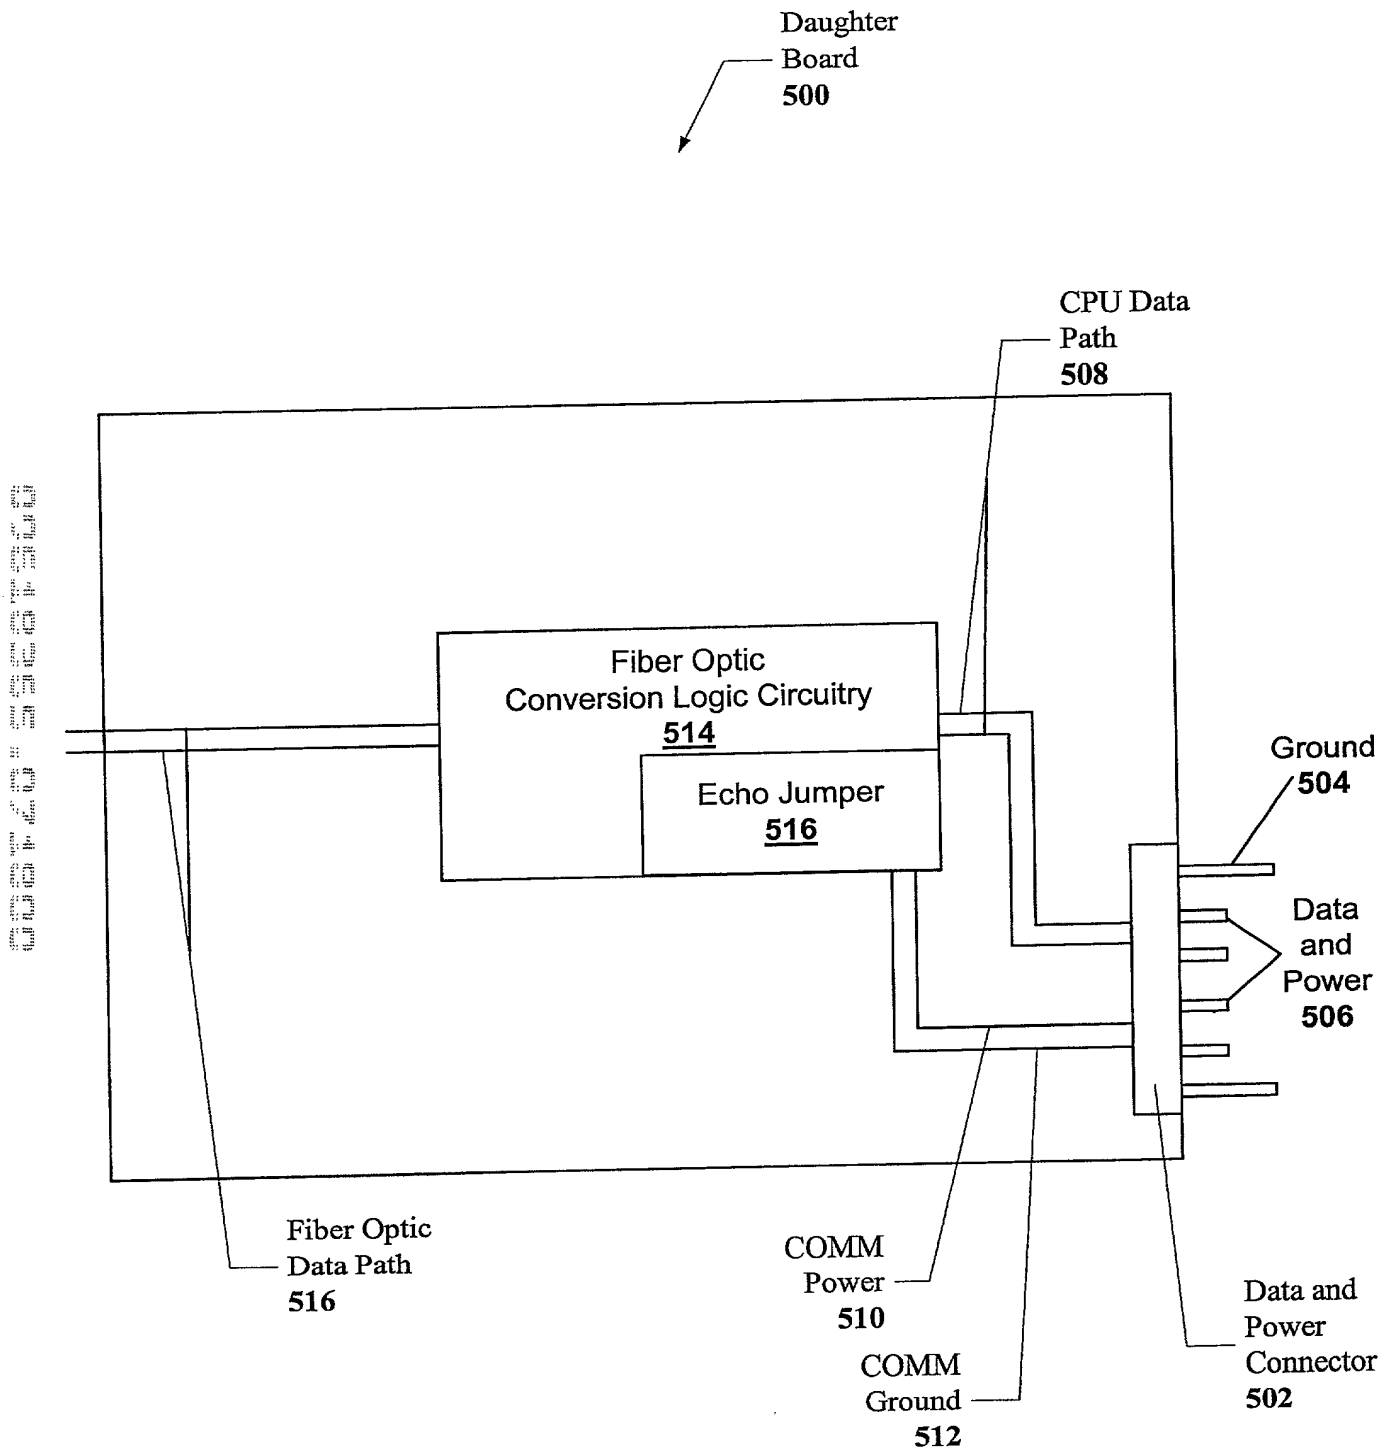 Daughter
Board
500
CPU Data
Path
508
Fiber Optic
Conversion Logic Circuitry
514
Echo Jumper
516
Ground
504
Data
and
Power
506
Fiber Optic
Data Path
516
COMM
Power
510
COMM
Ground
512
Data and
Power
Connector
502